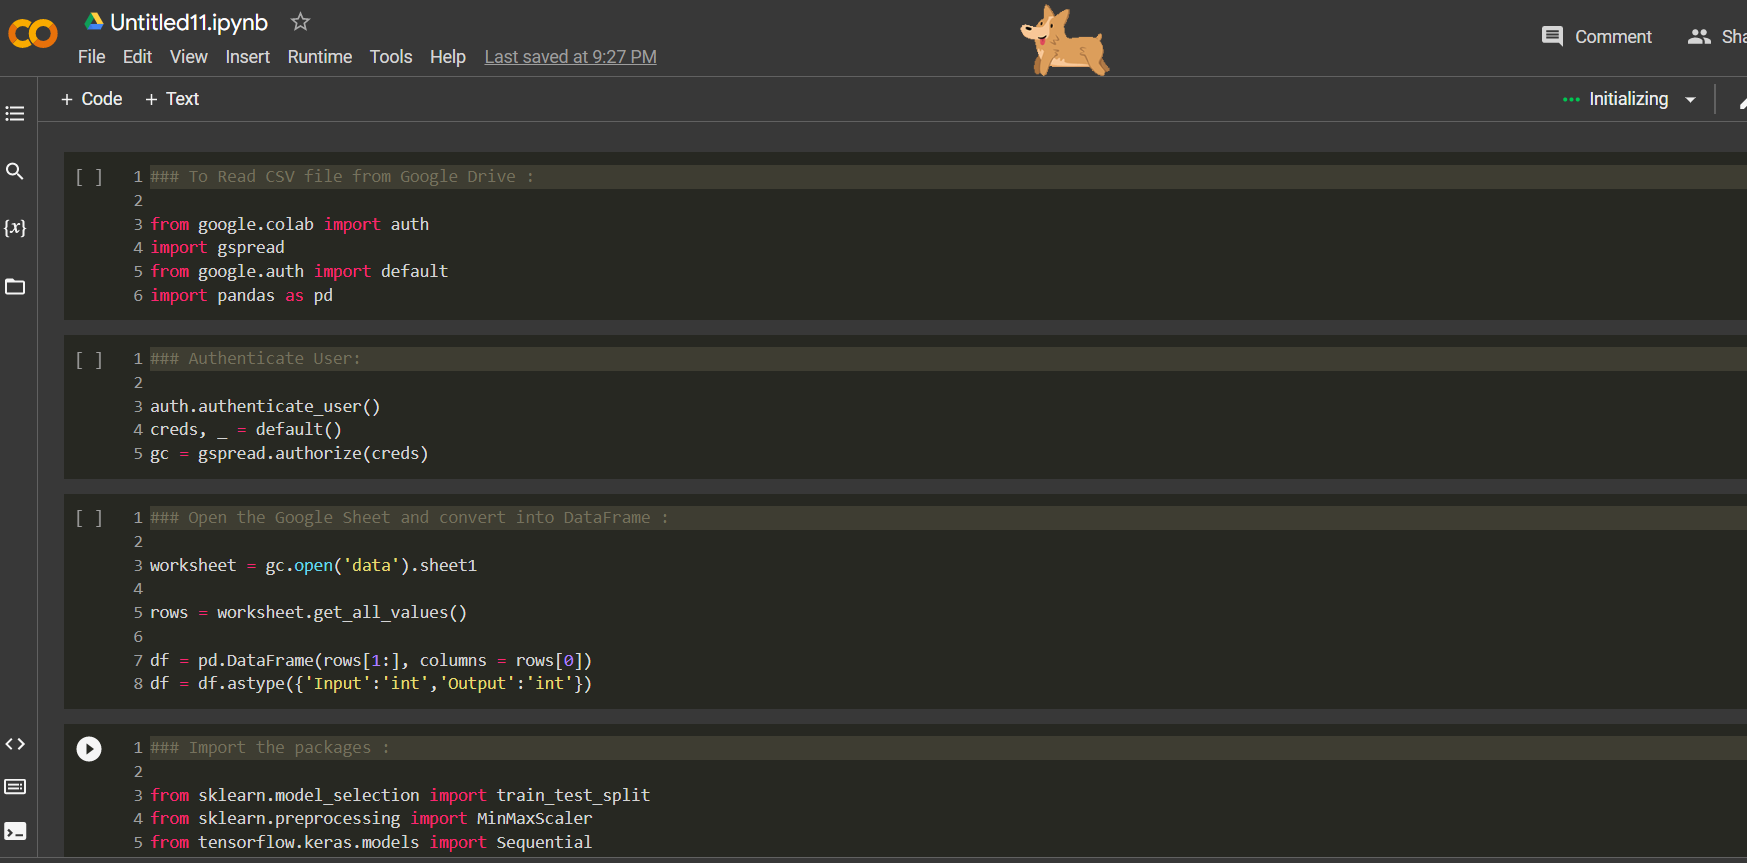 Untitled11.ipynb
Comment
File Edit View Insert Runtime Tools Help Last saved at 9:27 PM
+ Code + Text
Initializing
[ ]
1 ### To Read CSV file from Google Drive :
2
3 from google.colab import auth
4 import gspread
5 from google.auth import default
6 import pandas as pd
[ ]
1 ### Authenticate User:
2
3 auth.authenticate_user()
4 creds, _ = default()
5 gc = gspread.authorize(creds)
[ ]
1 ### Open the Google Sheet and convert into DataFrame :
2
3 worksheet = gc.open('data').sheet1
4
5 rows = worksheet.get_all_values()
6
7 df = pd.DataFrame(rows[1:], columns = rows[0])
8 df = df.astype({'Input':'int','Output':'int'})
1 ### Import the packages :
2
3 from sklearn.model_selection import train_test_split
4 from sklearn.preprocessing import MinMaxScaler
5 from tensorflow.keras.models import Sequential